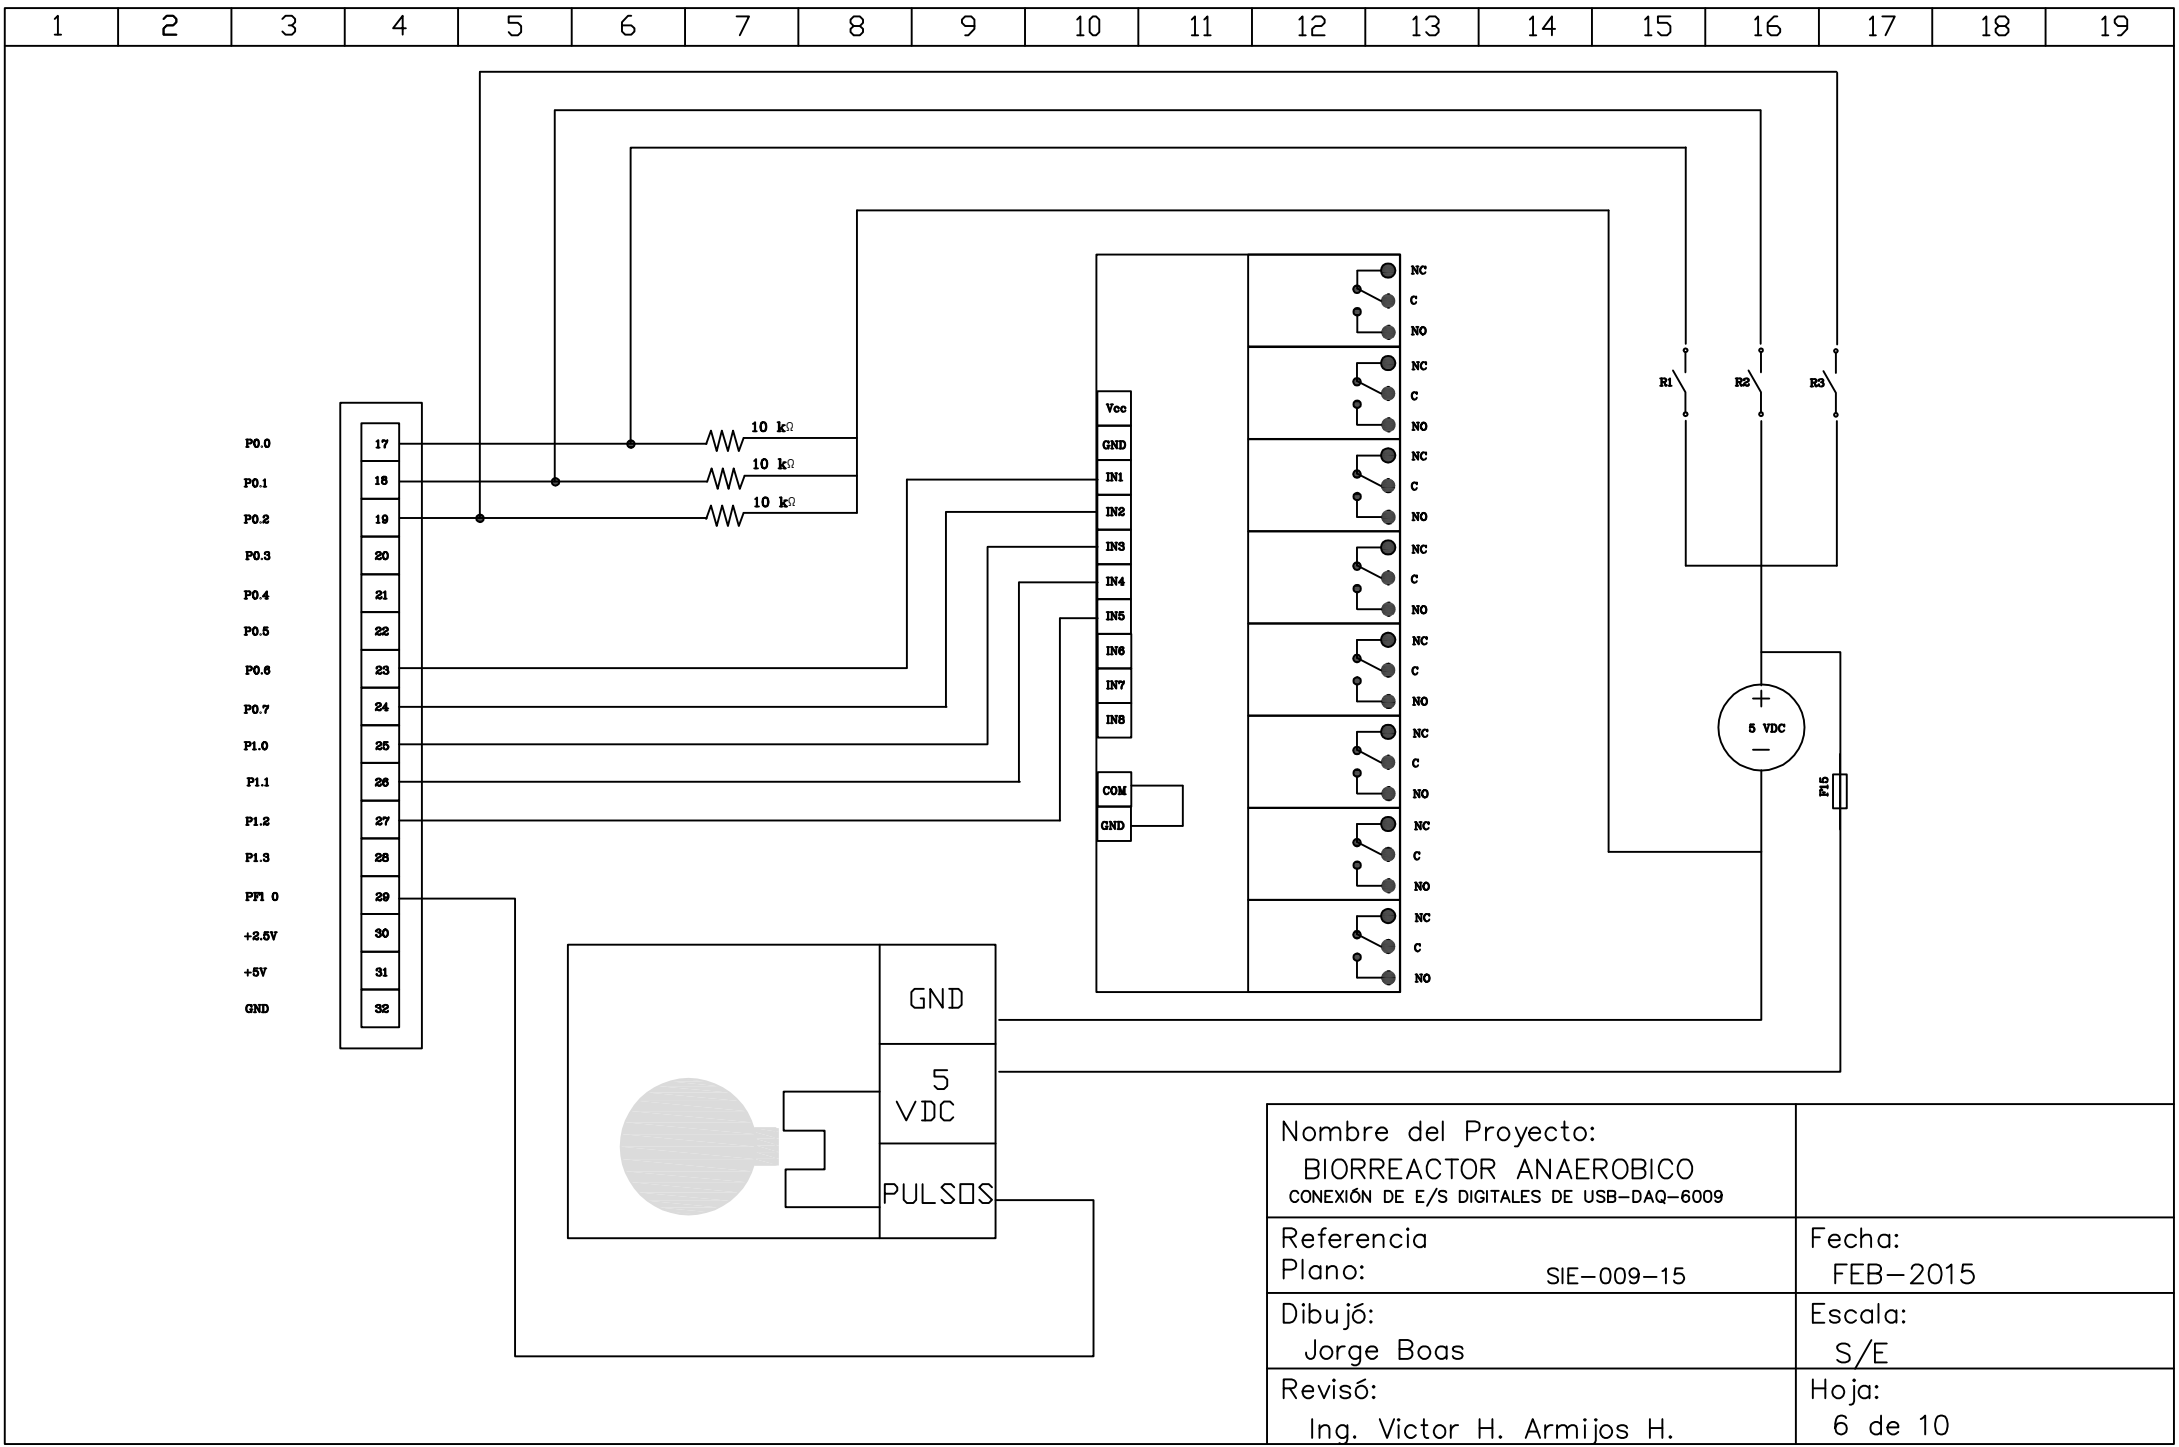 1 2 3 4 5 6 7 8 9 10 11 12 13 14 15 16 17 18 19
P0.0 17
P0.1 18
P0.2 19
P0.3 20
P0.4 21
P0.5 22
P0.6 23
P0.7 24
P1.0 25
P1.1 26
P1.2 27
P1.3 28
PFI 0 29
+2.5V 30
+5V 31
GND 32
10 kΩ
10 kΩ
10 kΩ
Vcc
GND
IN1
IN2
IN3
IN4
IN5
IN6
IN7
IN8
COM
GND
NC
C
NO
NC
C
NO
NC
C
NO
NC
C
NO
NC
C
NO
NC
C
NO
NC
C
NO
NC
C
NO
R1 R2 R3
+
5 VDC
−
F15
GND
5
VDC
PULSOS
Nombre del Proyecto:
BIORREACTOR ANAEROBICO
CONEXIÓN DE E/S DIGITALES DE USB-DAQ-6009
Referencia
Plano: SIE-009-15
Fecha:
FEB-2015
Dibujó:
Jorge Boas
Escala:
S/E
Revisó:
Ing. Victor H. Armijos H.
Hoja:
6 de 10